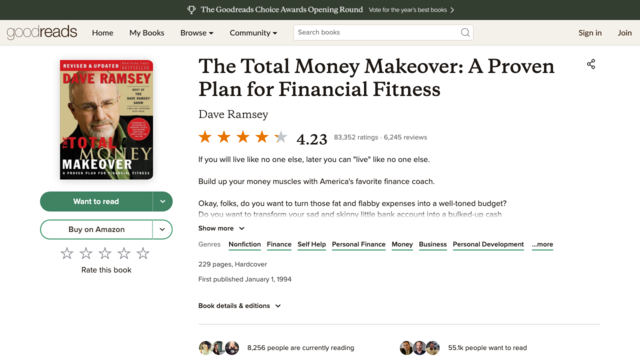 The Goodreads Choice Awards Opening Round Vote for the year's best books
goodreads Home My Books Browse Community Search books Sign in Join
REVISED & UPDATED
DAVE RAMSEY
THE TOTAL
MONEY
MAKEOVER
A PROVEN PLAN FOR FINANCIAL FITNESS
Want to read
Buy on Amazon
Rate this book
The Total Money Makeover: A Proven
Plan for Financial Fitness
Dave Ramsey
4.23 83,352 ratings · 6,245 reviews
If you will live like no one else, later you can "live" like no one else.
Build up your money muscles with America's favorite finance coach.
Okay, folks, do you want to turn those fat and flabby expenses into a well-toned budget?
Do you want to transform your sad and skinny little bank account into a bulked-up cash
Show more
Genres Nonfiction Finance Self Help Personal Finance Money Business Personal Development ...more
229 pages, Hardcover
First published January 1, 1994
Book details & editions
8,256 people are currently reading 55.1k people want to read